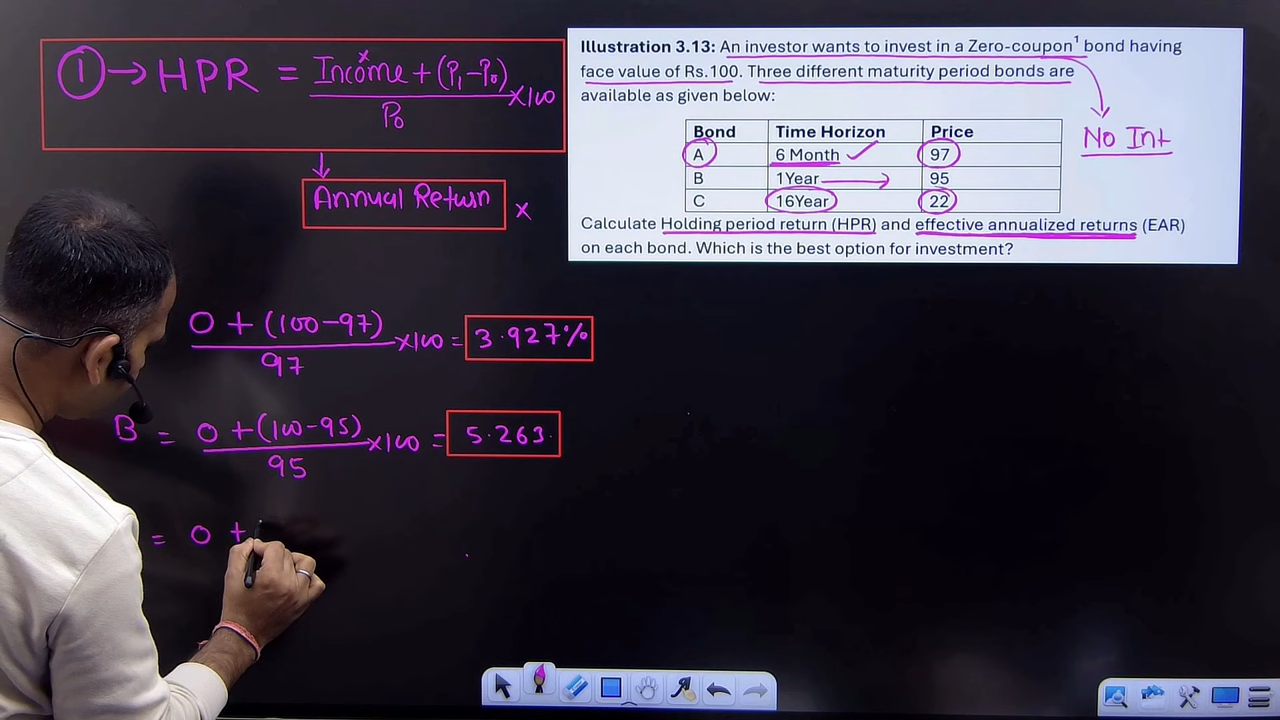 ① → HPR = Income + (P₁ - P₀)
P₀
×100
Annual Return ×
Illustration 3.13: An investor wants to invest in a Zero-coupon¹ bond having
face value of Rs.100. Three different maturity period bonds are
available as given below:
Bond Time Horizon Price
A 6 Month 97
B 1Year 95
C 16Year 22
No Int
Calculate Holding period return (HPR) and effective annualized returns (EAR)
on each bond. Which is the best option for investment?
0 + (100-97)
97
×100 = 3.927%
B = 0 + (100-95)
95
×100 = 5.263
= 0 +